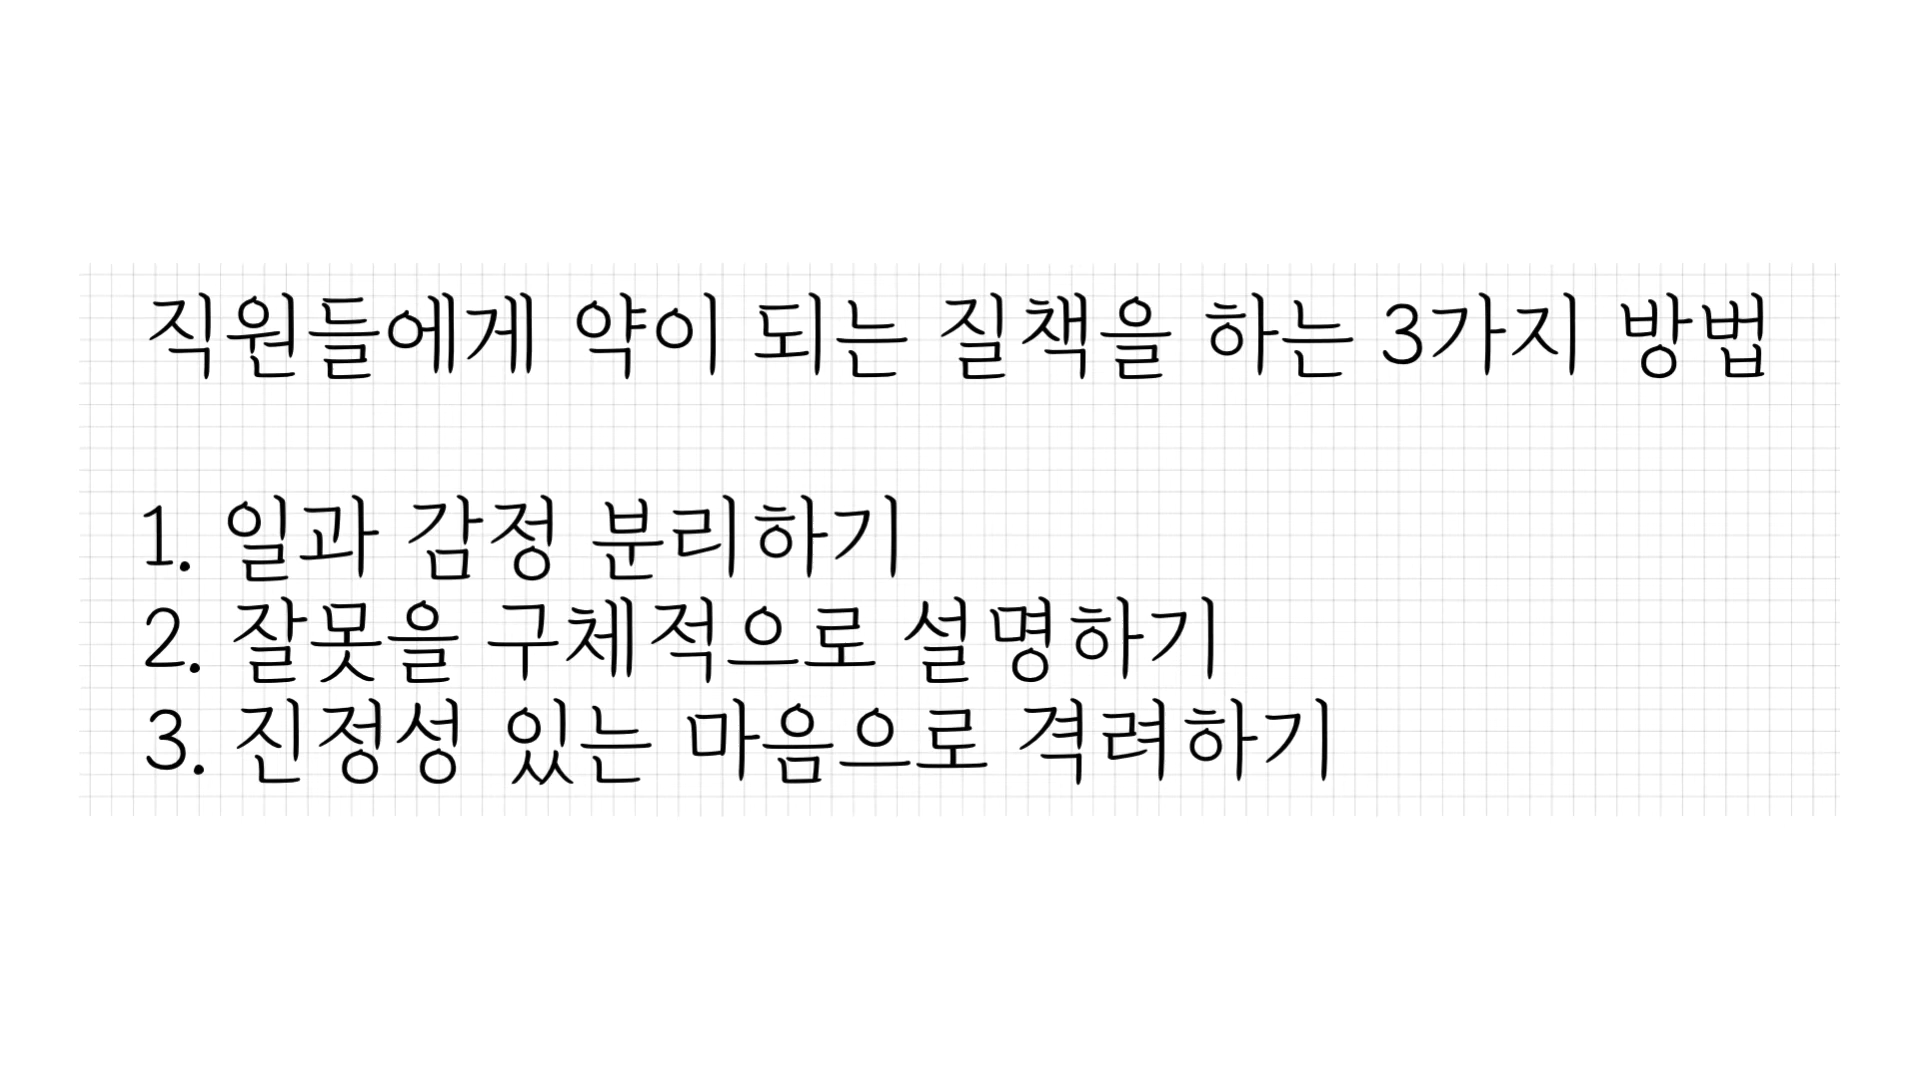 직원들에게 약이 되는 질책을 하는 3가지 방법
1. 일과 감정 분리하기
2. 잘못을 구체적으로 설명하기
3. 진정성 있는 마음으로 격려하기